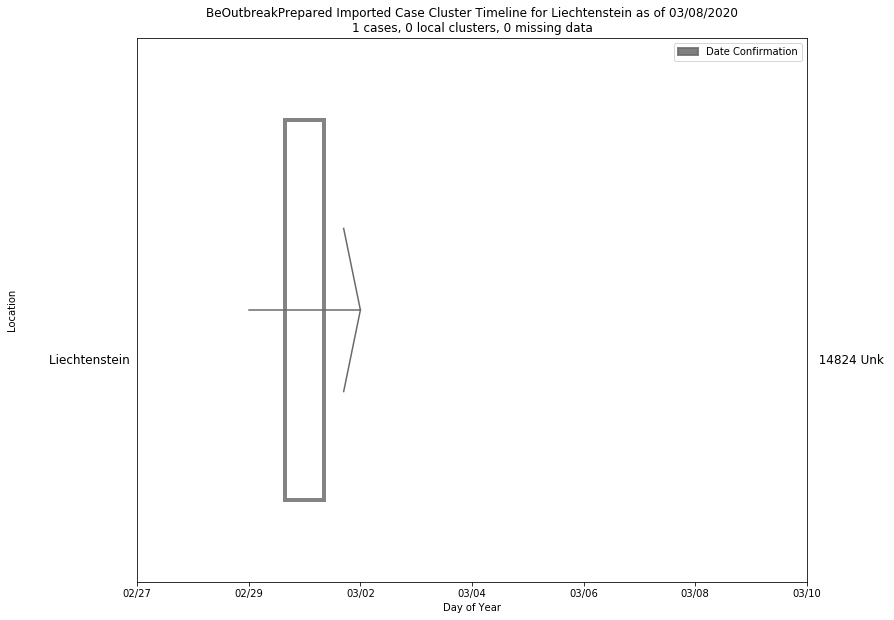 BeOutbreakPrepared Imported Case Cluster Timeline for Liechtenstein as of 03/08/2020
1 cases, 0 local clusters, 0 missing data
Date Confirmation
Location
Liechtenstein
14824 Unk
02/27 02/29 03/02 03/04 03/06 03/08 03/10
Day of Year